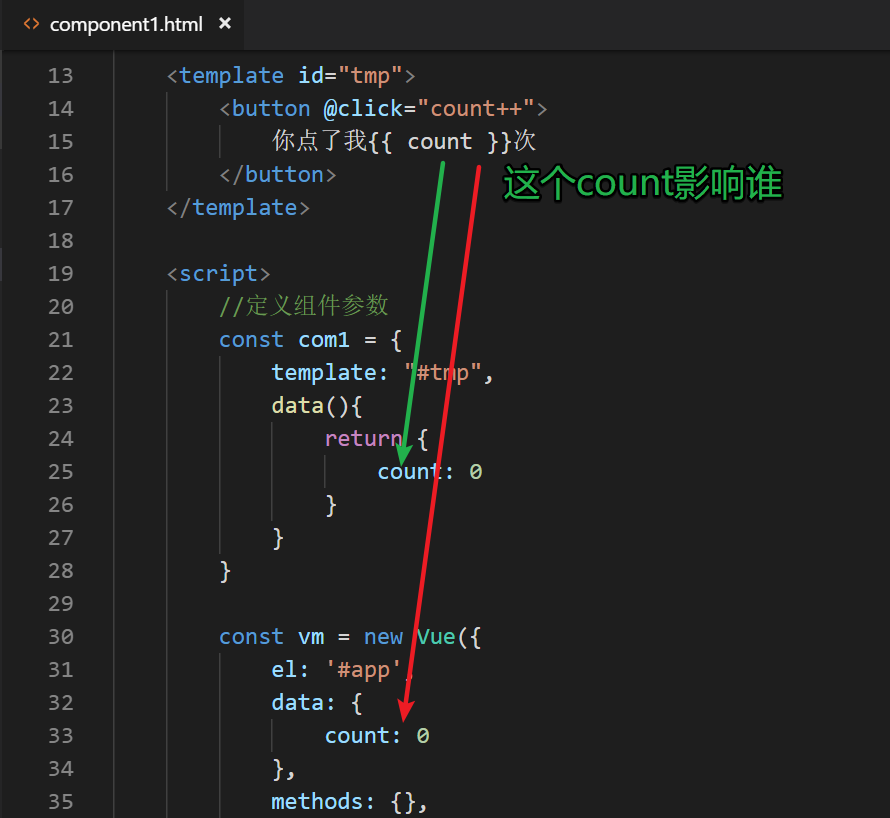 component1.html ×
13 <template id="tmp">
14 <button @click="count++">
15 你点了我{{ count }}次
这个count影响谁
16 </button>
17 </template>
18
19 <script>
20 //定义组件参数
21 const com1 = {
22 template: "#tmp",
23 data(){
24 return {
25 count: 0
26 }
27 }
28 }
29
30 const vm = new Vue({
31 el: '#app',
32 data: {
33 count: 0
34 },
35 methods: {},